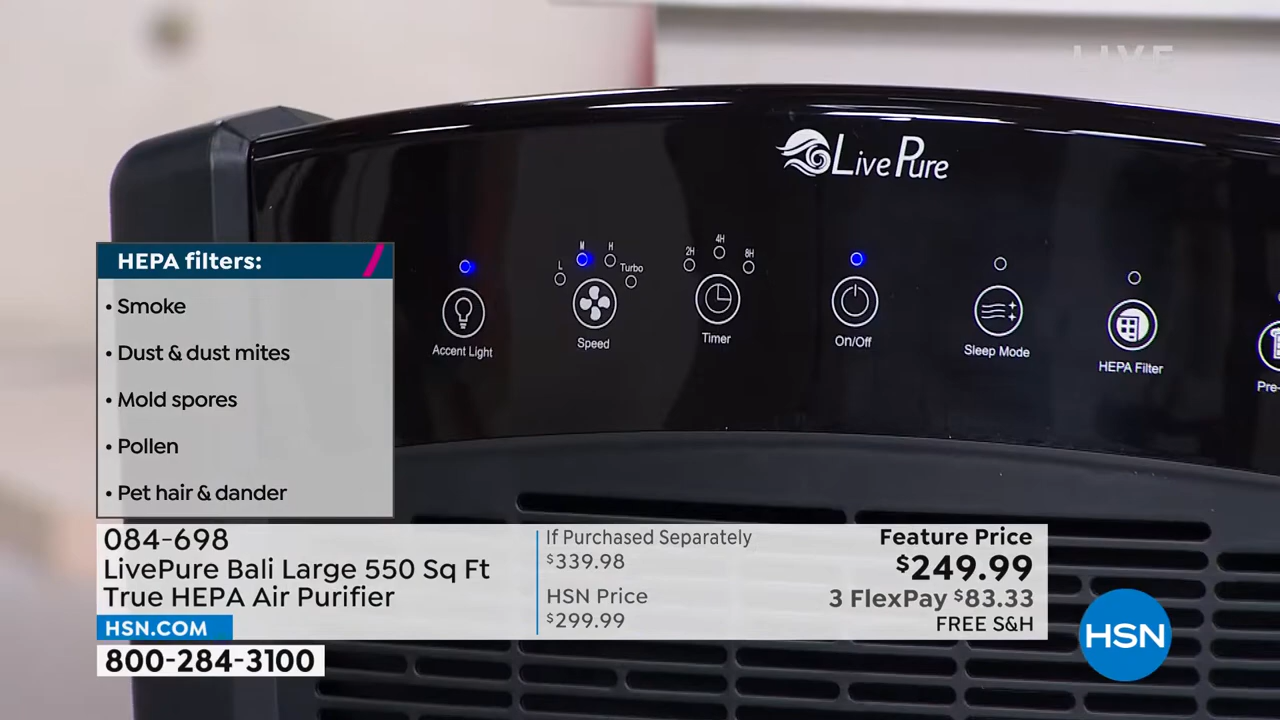 LIVE
LivePure
L
M
H
Turbo
2H
4H
8H
Accent Light
Speed
Timer
On/Off
Sleep Mode
HEPA Filter
Pre-
HEPA filters:
• Smoke
• Dust & dust mites
• Mold spores
• Pollen
• Pet hair & dander
084-698
LivePure Bali Large 550 Sq Ft
True HEPA Air Purifier
HSN.COM
800-284-3100
If Purchased Separately
$339.98
HSN Price
$299.99
Feature Price
$249.99
3 FlexPay $83.33
FREE S&H
HSN